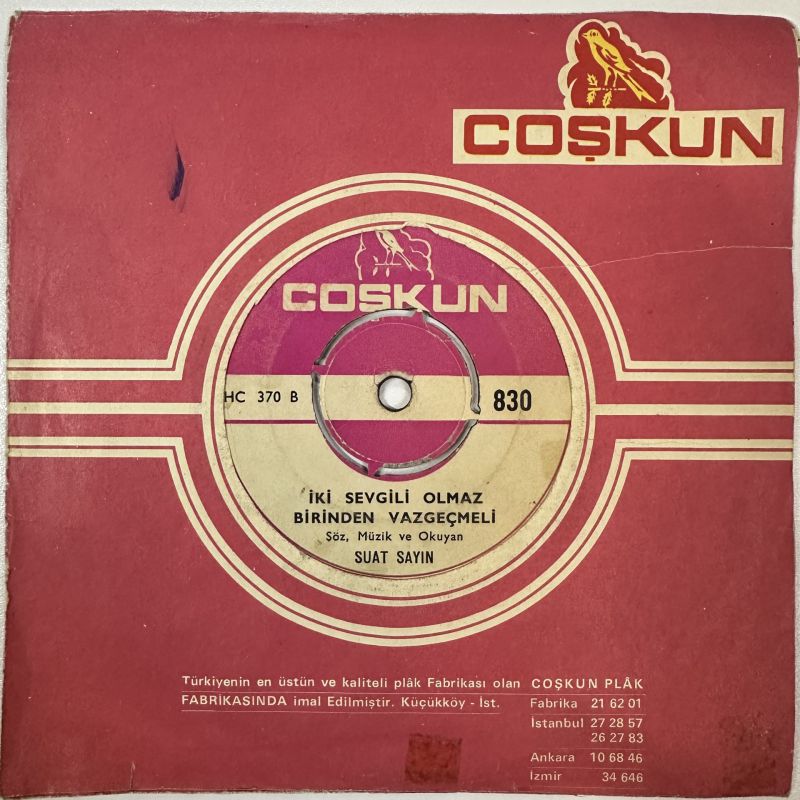 COŞKUN
COŞKUN
HC 370 B
830
İKİ SEVGİLİ OLMAZ
BİRİNDEN VAZGEÇMELİ
Söz, Müzik ve Okuyan
SUAT SAYIN
Türkiyenin en üstün ve kaliteli plâk Fabrikası olan COŞKUN PLÂK
FABRİKASINDA imal Edilmiştir. Küçükköy - İst.
Fabrika 21 62 01
İstanbul 27 28 57
26 27 83
Ankara 10 68 46
İzmir 34 646